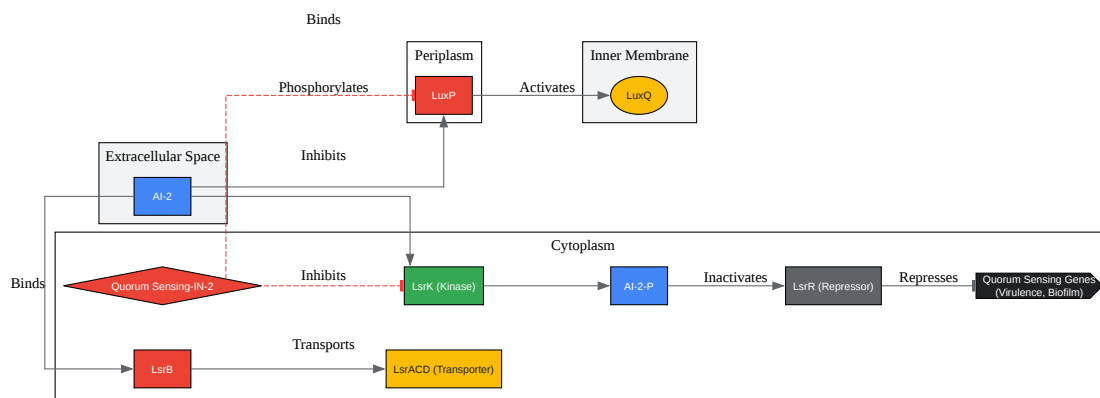 Binds
Periplasm
Inner Membrane
Phosphorylates
LuxP
Activates
LuxQ
Extracellular Space
Inhibits
AI-2
Cytoplasm
Binds
Quorum Sensing-IN-2
Inhibits
LsrK (Kinase)
AI-2-P
Inactivates
LsrR (Repressor)
Represses
Quorum Sensing Genes
(Virulence, Biofilm)
LsrB
Transports
LsrACD (Transporter)